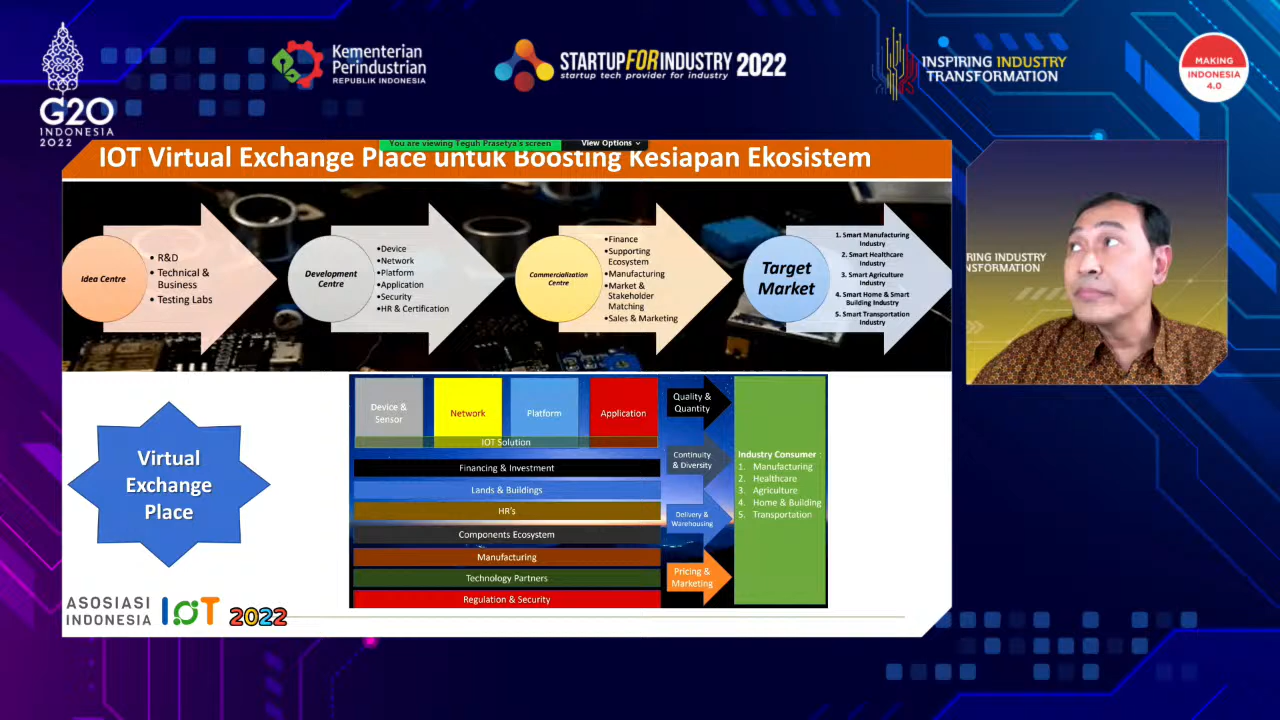 G20
INDONESIA
2022
Kementerian
Perindustrian
REPUBLIK INDONESIA
STARTUPFORINDUSTRY 2022
startup tech provider for industry
INSPIRING INDUSTRY
TRANSFORMATION
MAKING
INDONESIA
4.0
You are viewing Teguh Prasetya's screen
View Options
IOT Virtual Exchange Place untuk Boosting Kesiapan Ekosistem
Idea Centre
•R&D
•Technical &
Business
•Testing Labs
Development
Centre
•Device
•Network
•Platform
•Application
•Security
•HR & Certification
Commercialization
Centre
•Finance
•Supporting
Ecosystem
•Manufacturing
•Market &
Stakeholder
Matching
•Sales & Marketing
Target
Market
1. Smart Manufacturing
Industry
2. Smart Healthcare
Industry
3. Smart Agriculture
Industry
4. Smart Home & Smart
Building Industry
5. Smart Transportation
Industry
RING INDUSTRY
NSFORMATION
Virtual
Exchange
Place
Device &
Sensor
Network
Platform
Application
IOT Solution
Financing & Investment
Lands & Buildings
HR's
Components Ecosystem
Manufacturing
Technology Partners
Regulation & Security
Quality &
Quantity
Continuity
& Diversity
Delivery &
Warehousing
Pricing &
Marketing
Industry Consumer :
1. Manufacturing
2. Healthcare
3. Agriculture
4. Home & Building
5. Transportation
ASOSIASI
INDONESIA
IOT 2022